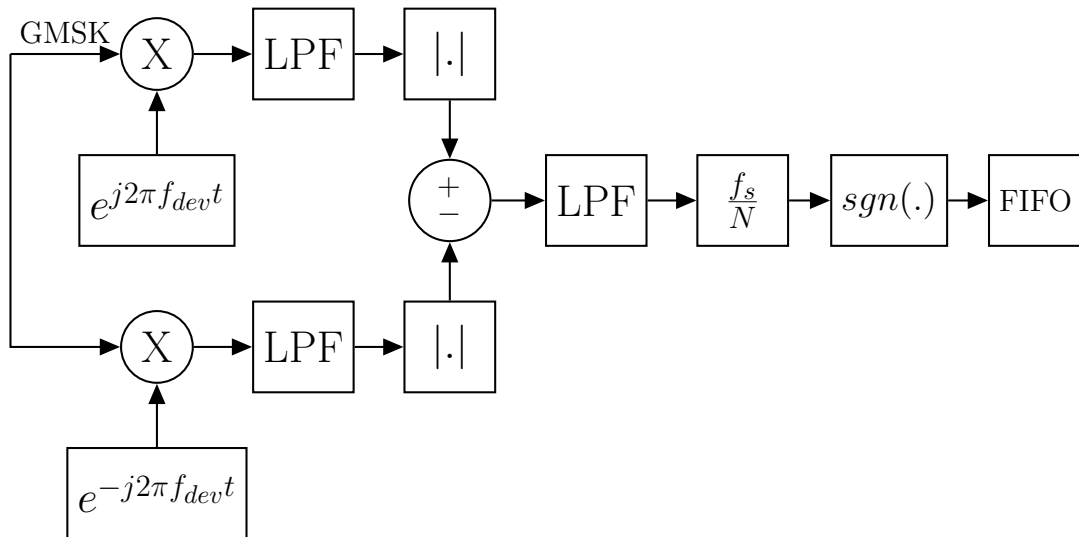 GMSK
X
LPF
|.|
e^{j2πf_{dev}t}
+
−
LPF
f_s
N
sgn(.)
FIFO
X
LPF
|.|
e^{-j2πf_{dev}t}